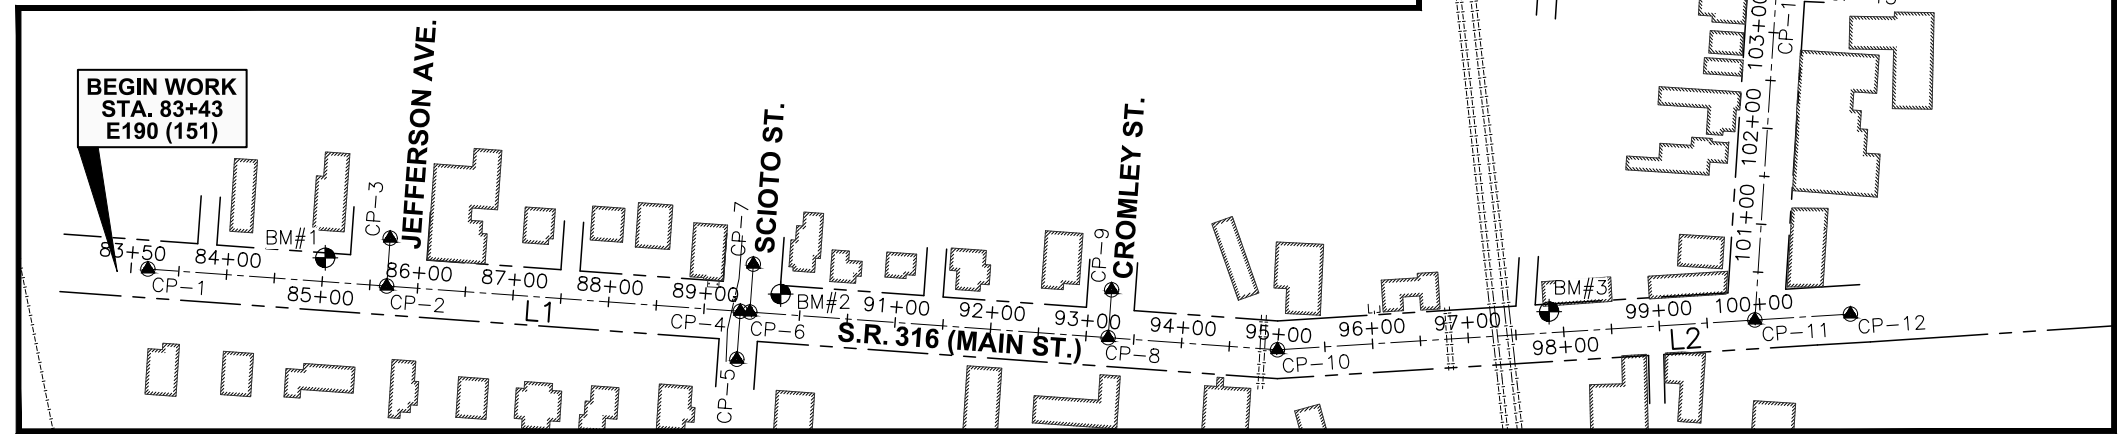 BEGIN WORK
STA. 83+43
E190 (151)
JEFFERSON AVE.
SCIOTO ST.
CROMLEY ST.
S.R. 316 (MAIN ST.)
83+50
84+00
85+00
86+00
87+00
88+00
89+00
91+00
92+00
93+00
94+00
95+00
96+00
97+00
98+00
99+00
100+00
101+00
102+00
103+00
BM#1
BM#2
BM#3
CP-1
CP-2
CP-3
CP-4
CP-5
CP-6
CP-7
CP-8
CP-9
CP-10
CP-11
CP-12
L1
L2